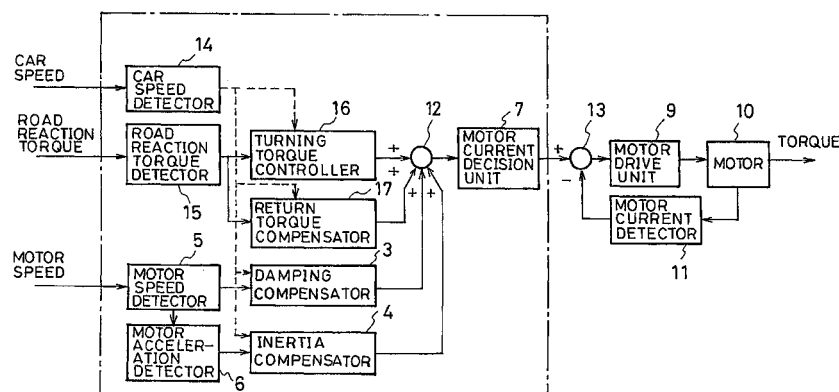 14
CAR
SPEED
CAR
SPEED
DETECTOR
ROAD
REACTION
TORQUE
ROAD
REACTION
TORQUE
DETECTOR
15
16
TURNING
TORQUE
CONTROLLER
17
RETURN
TORQUE
COMPENSATOR
12
+
+
+
+
7
MOTOR
CURRENT
DECISION
UNIT
+
-
13
9
MOTOR
DRIVE
UNIT
10
MOTOR
TORQUE
MOTOR
CURRENT
DETECTOR
11
MOTOR
SPEED
5
MOTOR
SPEED
DETECTOR
3
DAMPING
COMPENSATOR
MOTOR
ACCELER-
ATION
DETECTOR
6
4
INERTIA
COMPENSATOR